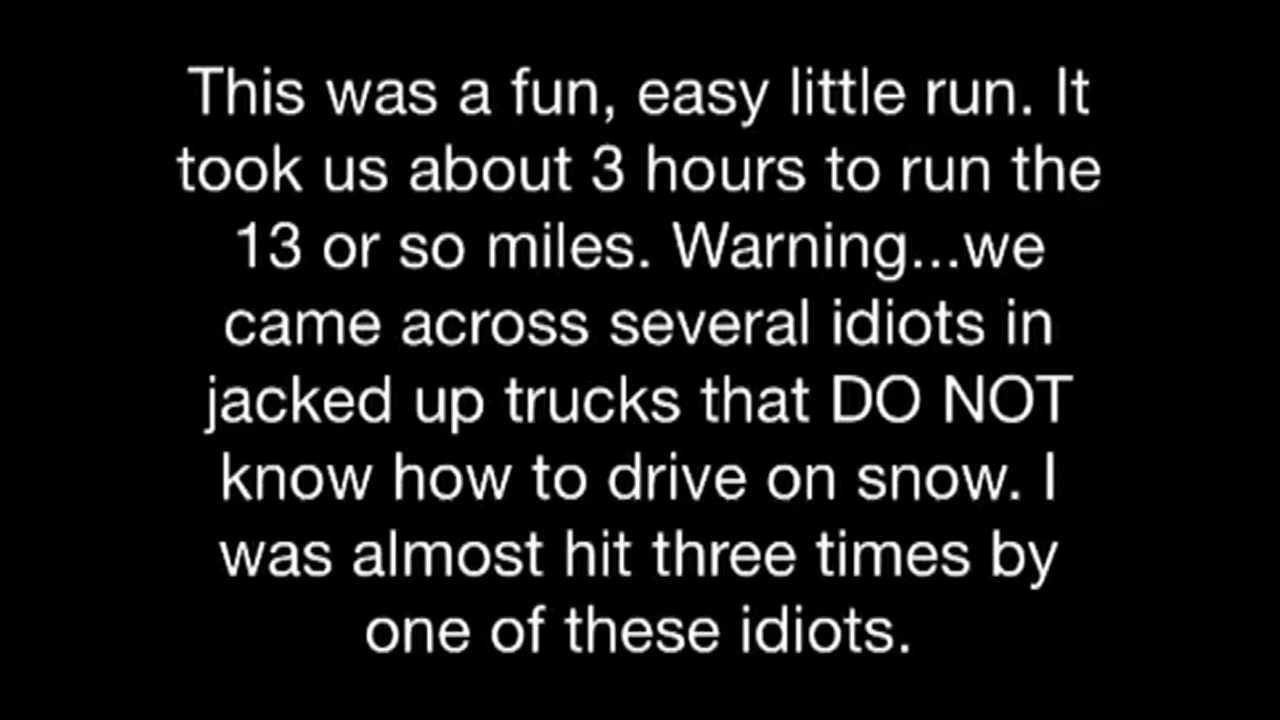 This was a fun, easy little run. It
took us about 3 hours to run the
13 or so miles. Warning...we
came across several idiots in
jacked up trucks that DO NOT
know how to drive on snow. I
was almost hit three times by
one of these idiots.